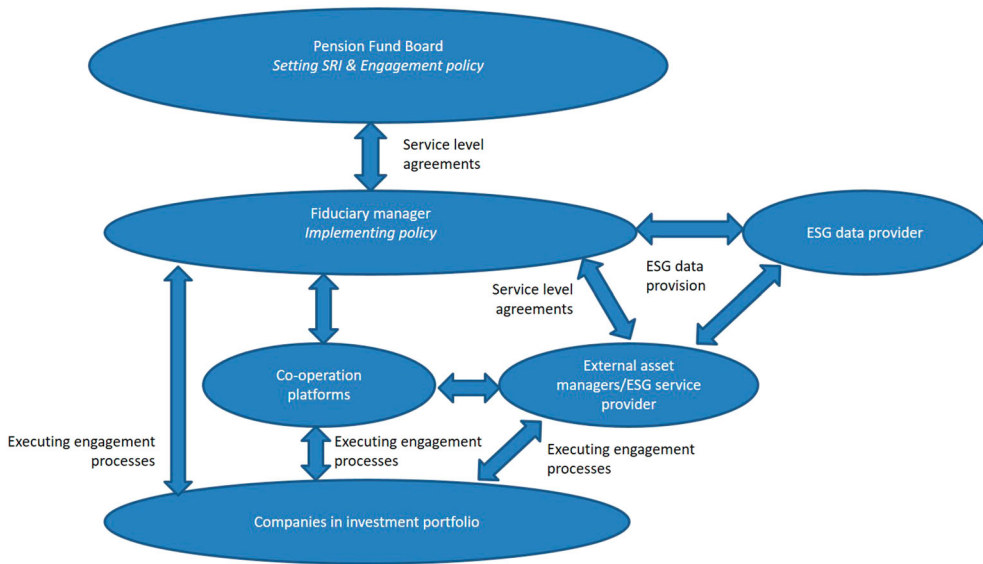 Pension Fund Board
Setting SRI & Engagement policy
Service level
agreements
Fiduciary manager
Implementing policy
ESG data provider
ESG data
provision
Service level
agreements
Co-operation
platforms
External asset
managers/ESG service
provider
Executing engagement
processes
Executing engagement
processes
Executing engagement
processes
Companies in investment portfolio